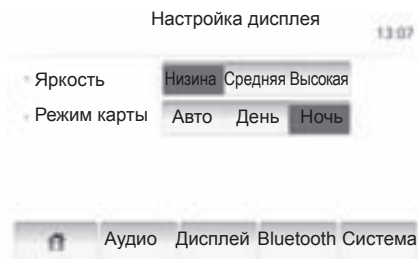 Настройка дисплея
13:07
Яркость Низина Средняя Высокая
Режим карты Авто День Ночь
Аудио Дисплей Bluetooth Система